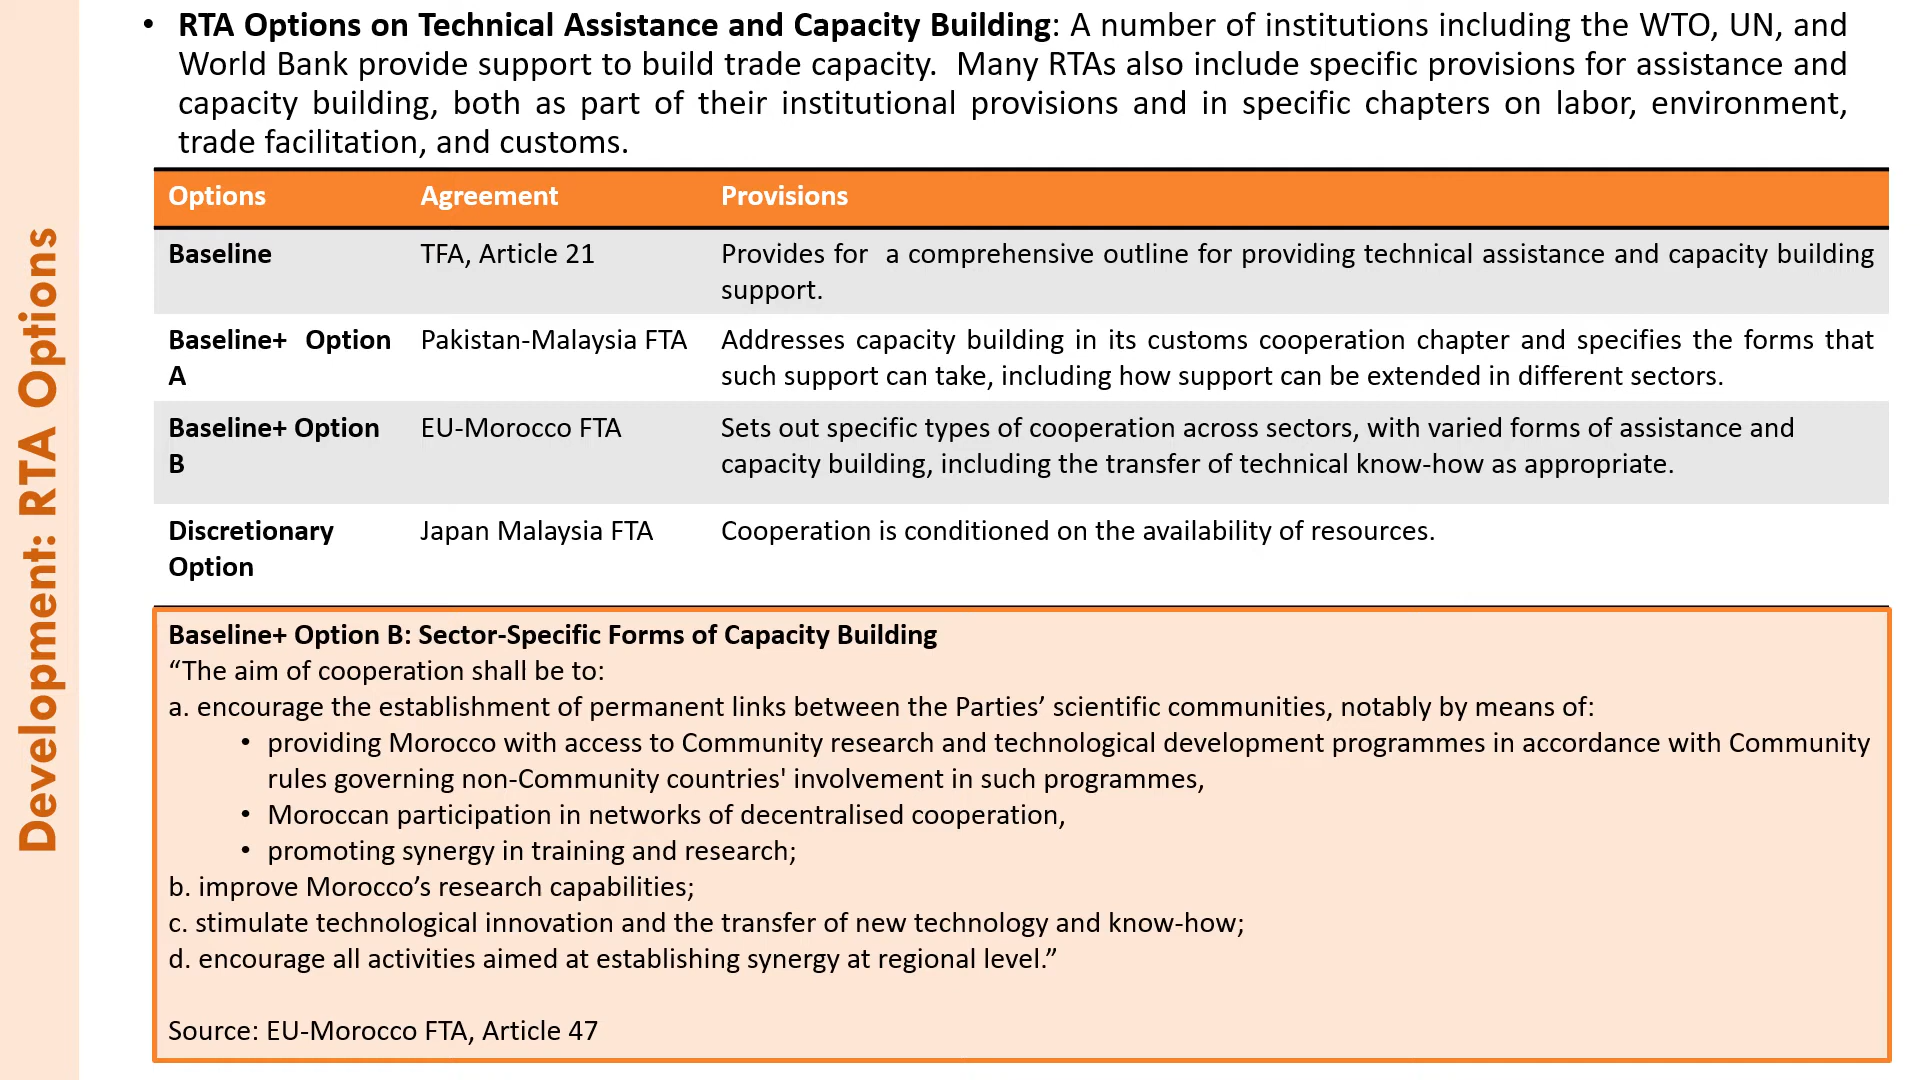 Development: RTA Options
• RTA Options on Technical Assistance and Capacity Building: A number of institutions including the WTO, UN, and
World Bank provide support to build trade capacity. Many RTAs also include specific provisions for assistance and
capacity building, both as part of their institutional provisions and in specific chapters on labor, environment,
trade facilitation, and customs.
Options Agreement Provisions
Baseline TFA, Article 21 Provides for a comprehensive outline for providing technical assistance and capacity building
support.
Baseline+ Option Pakistan-Malaysia FTA Addresses capacity building in its customs cooperation chapter and specifies the forms that
A such support can take, including how support can be extended in different sectors.
Baseline+ Option EU-Morocco FTA Sets out specific types of cooperation across sectors, with varied forms of assistance and
B capacity building, including the transfer of technical know-how as appropriate.
Discretionary Japan Malaysia FTA Cooperation is conditioned on the availability of resources.
Option
Baseline+ Option B: Sector-Specific Forms of Capacity Building
“The aim of cooperation shall be to:
a. encourage the establishment of permanent links between the Parties’ scientific communities, notably by means of:
• providing Morocco with access to Community research and technological development programmes in accordance with Community
rules governing non-Community countries' involvement in such programmes,
• Moroccan participation in networks of decentralised cooperation,
• promoting synergy in training and research;
b. improve Morocco’s research capabilities;
c. stimulate technological innovation and the transfer of new technology and know-how;
d. encourage all activities aimed at establishing synergy at regional level.”
Source: EU-Morocco FTA, Article 47